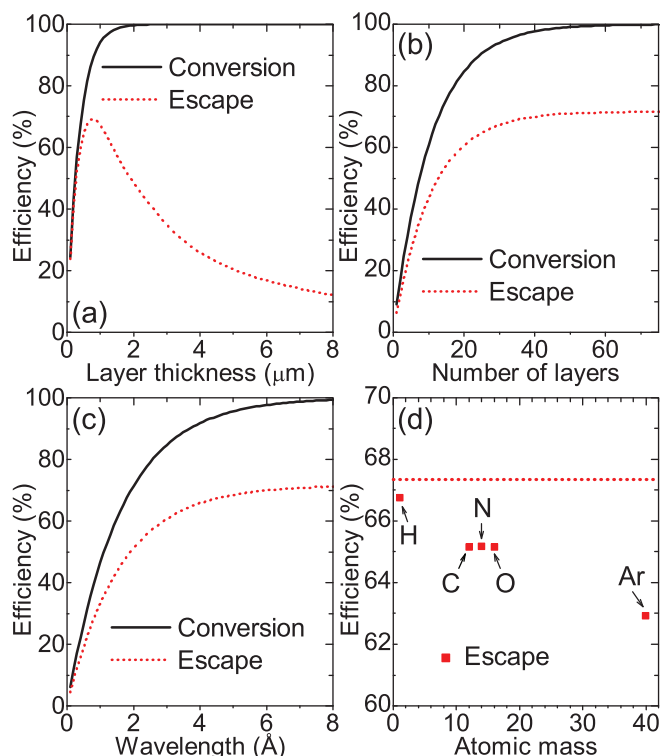 (a)
Efficiency (%)
100
80
60
40
20
0
Conversion
Escape
0 2 4 6 8
Layer thickness (μm)
(b)
Efficiency (%)
100
80
60
40
20
0
Conversion
Escape
0 20 40 60
Number of layers
(c)
Efficiency (%)
100
80
60
40
20
0
Conversion
Escape
0 2 4 6 8
Wavelength (Å)
(d)
Efficiency (%)
70
68
66
64
62
60
H
C
N
O
Ar
Escape
0 10 20 30 40
Atomic mass